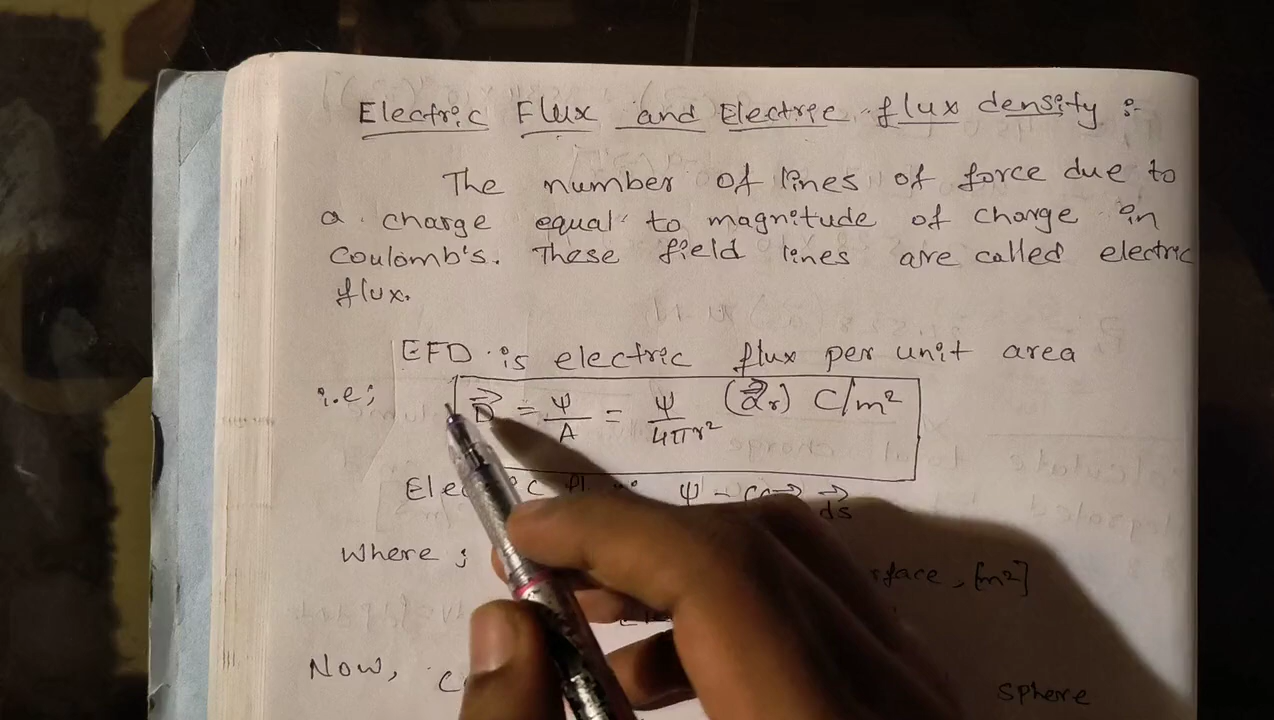 Electric Flux and Electric flux density :-
The number of lines of force due to
a charge equal to magnitude of charge in
Coulomb's. These field lines are called electric
flux.
EFD is electric flux per unit area
i.e; D⃗ = ψ/A = ψ/4πr² (a⃗r) C/m²
ψ ds⃗
Where ;
[m²]
Now,
sphere